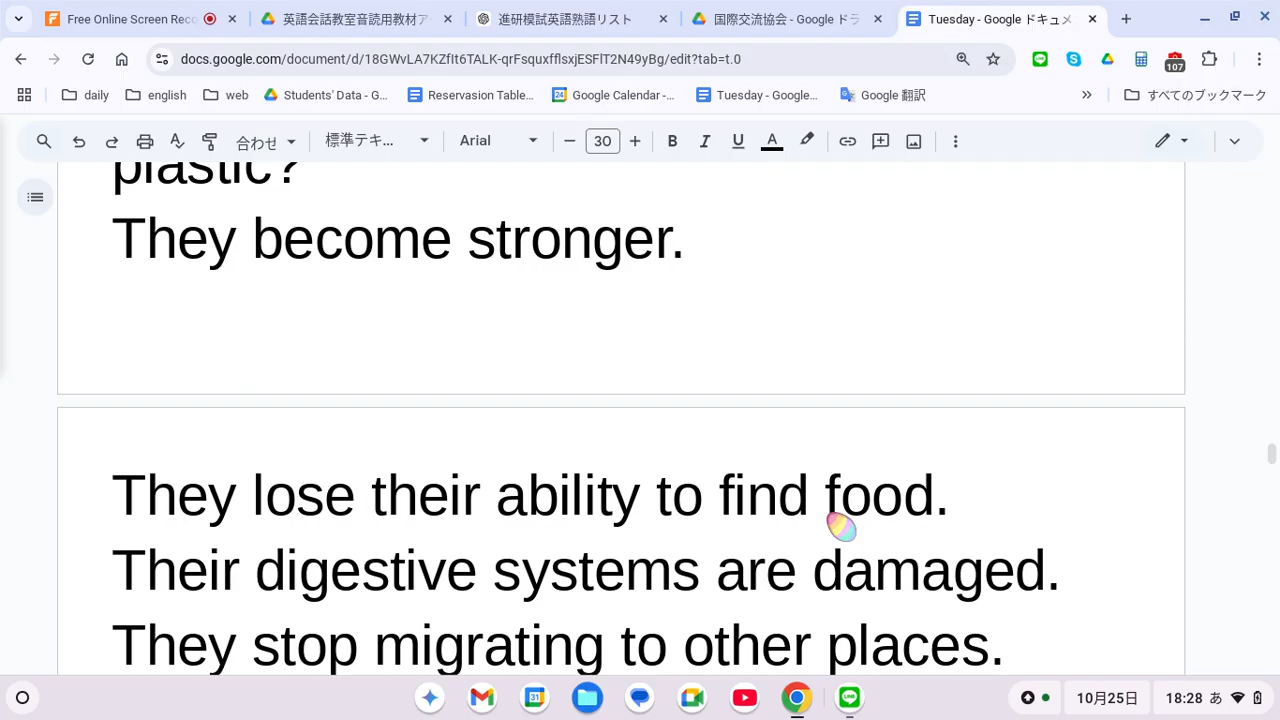 Free Online Screen Rec
英語会話教室音読用教材ア
進研模試英語熟語リスト
国際交流協会 - Google ドラ
Tuesday - Google ドキュメ
docs.google.com/document/d/18GWvLA7KZfIt6TALK-qrFsquxfflsxjESFlT2N49yBg/edit?tab=t.0
107
daily
english
web
Students' Data - G...
Reservasion Table...
Google Calendar -...
Tuesday - Google...
Google 翻訳
すべてのブックマーク
合わせ
標準テキ...
Arial
30
B I U A
plastic?
They become stronger.
They lose their ability to find food.
Their digestive systems are damaged.
They stop migrating to other places.
31
10月25日
18:28 あ